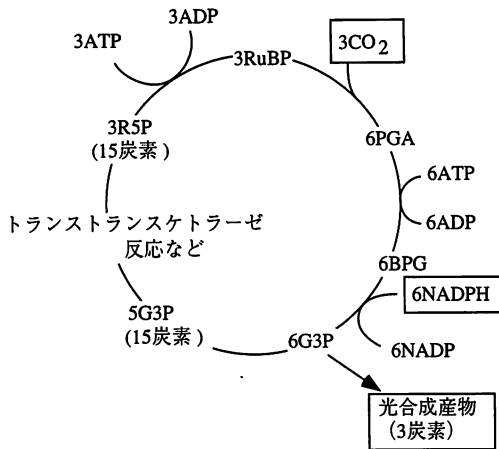 3ADP
3ATP
3RuBP
3CO2
3R5P
(15炭素)
6PGA
6ATP
6ADP
トランストランスケトラーゼ
反応など
6BPG
6NADPH
5G3P
(15炭素)
6G3P
6NADP
光合成産物
(3炭素)